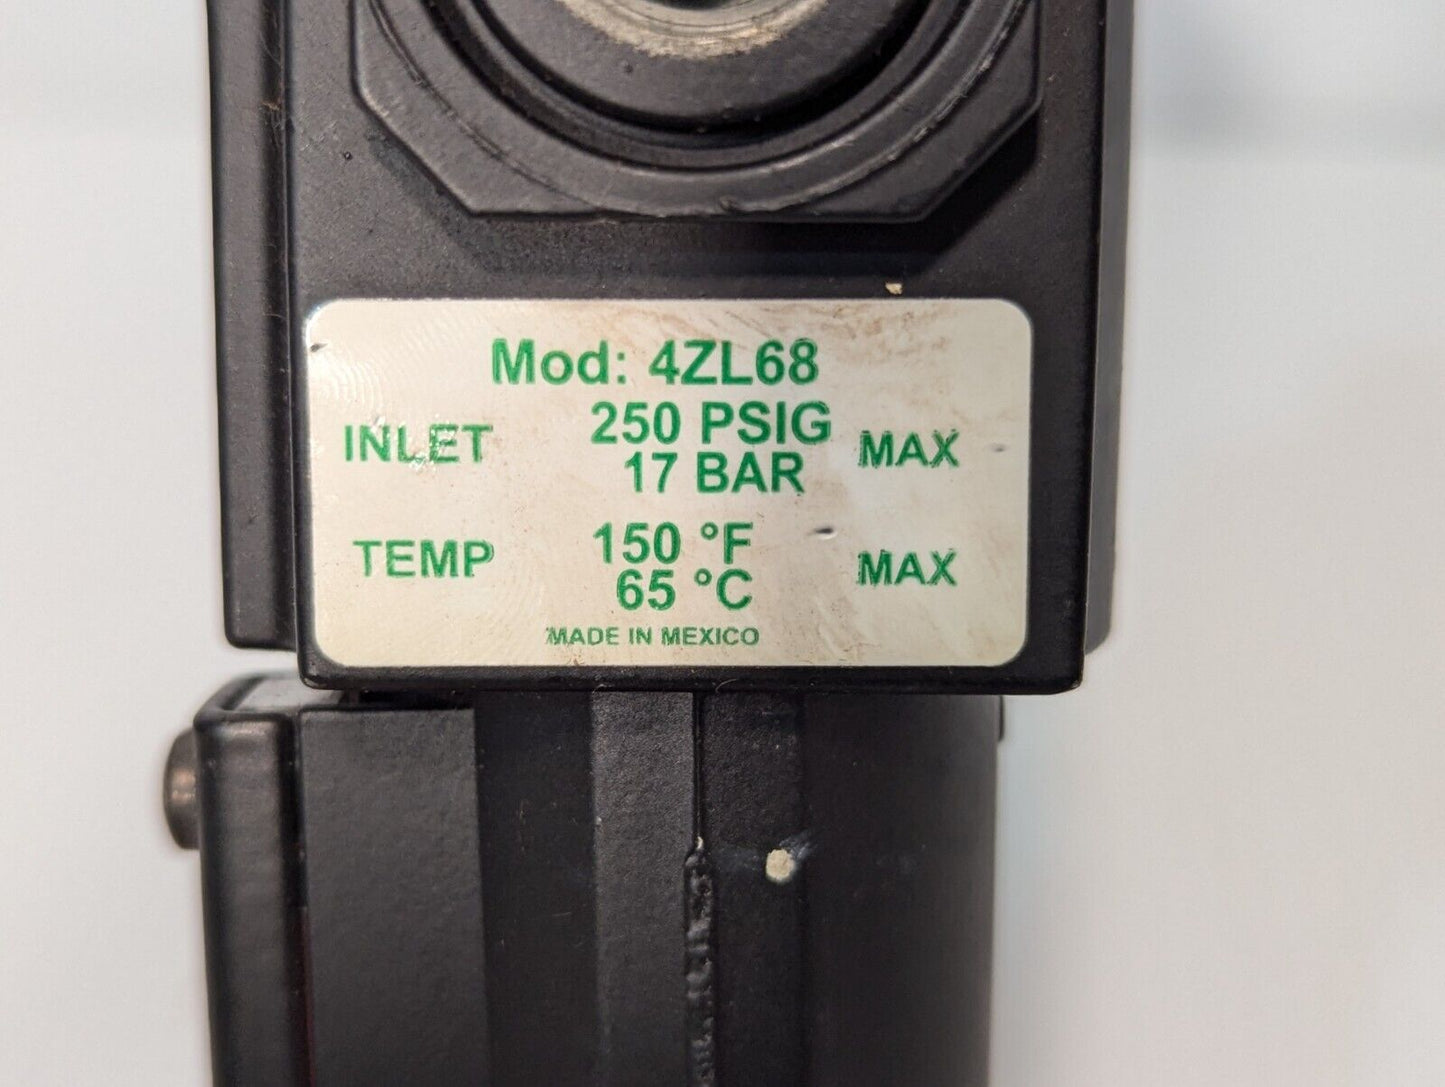 Mod: 4ZL68
INLET 250 PSIG MAX
17 BAR
TEMP 150 °F MAX
65 °C
MADE IN MEXICO